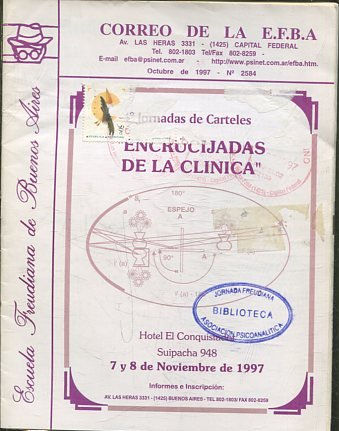 CORREO DE LA E.F.B.A
Av. LAS HERAS 3331 - (1425) CAPITAL FEDERAL
Tel. 802-1803 Tel/Fax 802-8259 -
E-mail efba@psinet.com.ar - http://www.psinet.com.ar/efba.htm.
Octubre de 1997 - Nº 2584
Escuela Freudiana de Buenos Aires
Jornadas de Carteles
"ENCRUCIJADAS
DE LA CLINICA"
180°
ESPEJO
A
90°
JORNADA FREUDIANA
BIBLIOTECA
ASOCIACION PSICOANALITICA
Hotel El Conquistador
Suipacha 948
7 y 8 de Noviembre de 1997
Informes e Inscripción:
AV. LAS HERAS 3331 - (1425) BUENOS AIRES - TEL 802-1803/ FAX 802-8259